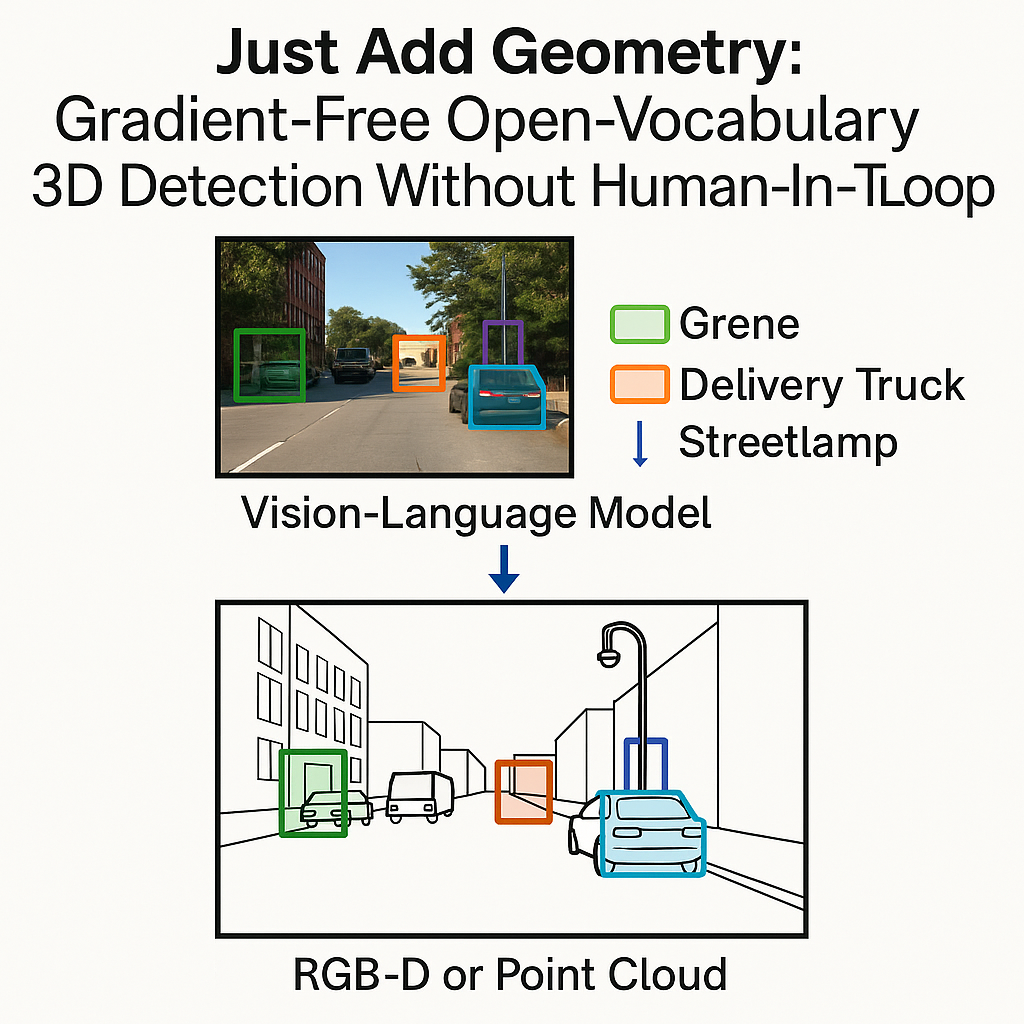 Just Add Geometry:
Gradient-Free Open-Vocabulary
3D Detection Without Human-In-TLoop
Grene
Delivery Truck
Streetlamp
Vision-Language Model
RGB-D or Point Cloud